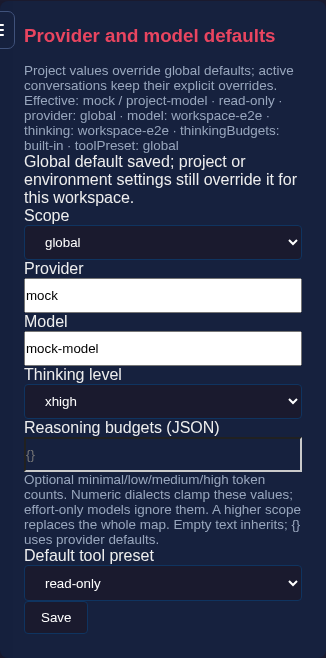 Provider and model defaults
Project values override global defaults; active
conversations keep their explicit overrides.
Effective: mock / project-model · read-only ·
provider: global · model: workspace-e2e ·
thinking: workspace-e2e · thinkingBudgets:
built-in · toolPreset: global
Global default saved; project or
environment settings still override it for
this workspace.
Scope
global
Provider
mock
Model
mock-model
Thinking level
xhigh
Reasoning budgets (JSON)
{}
Optional minimal/low/medium/high token
counts. Numeric dialects clamp these values;
effort-only models ignore them. A higher scope
replaces the whole map. Empty text inherits; {}
uses provider defaults.
Default tool preset
read-only
Save